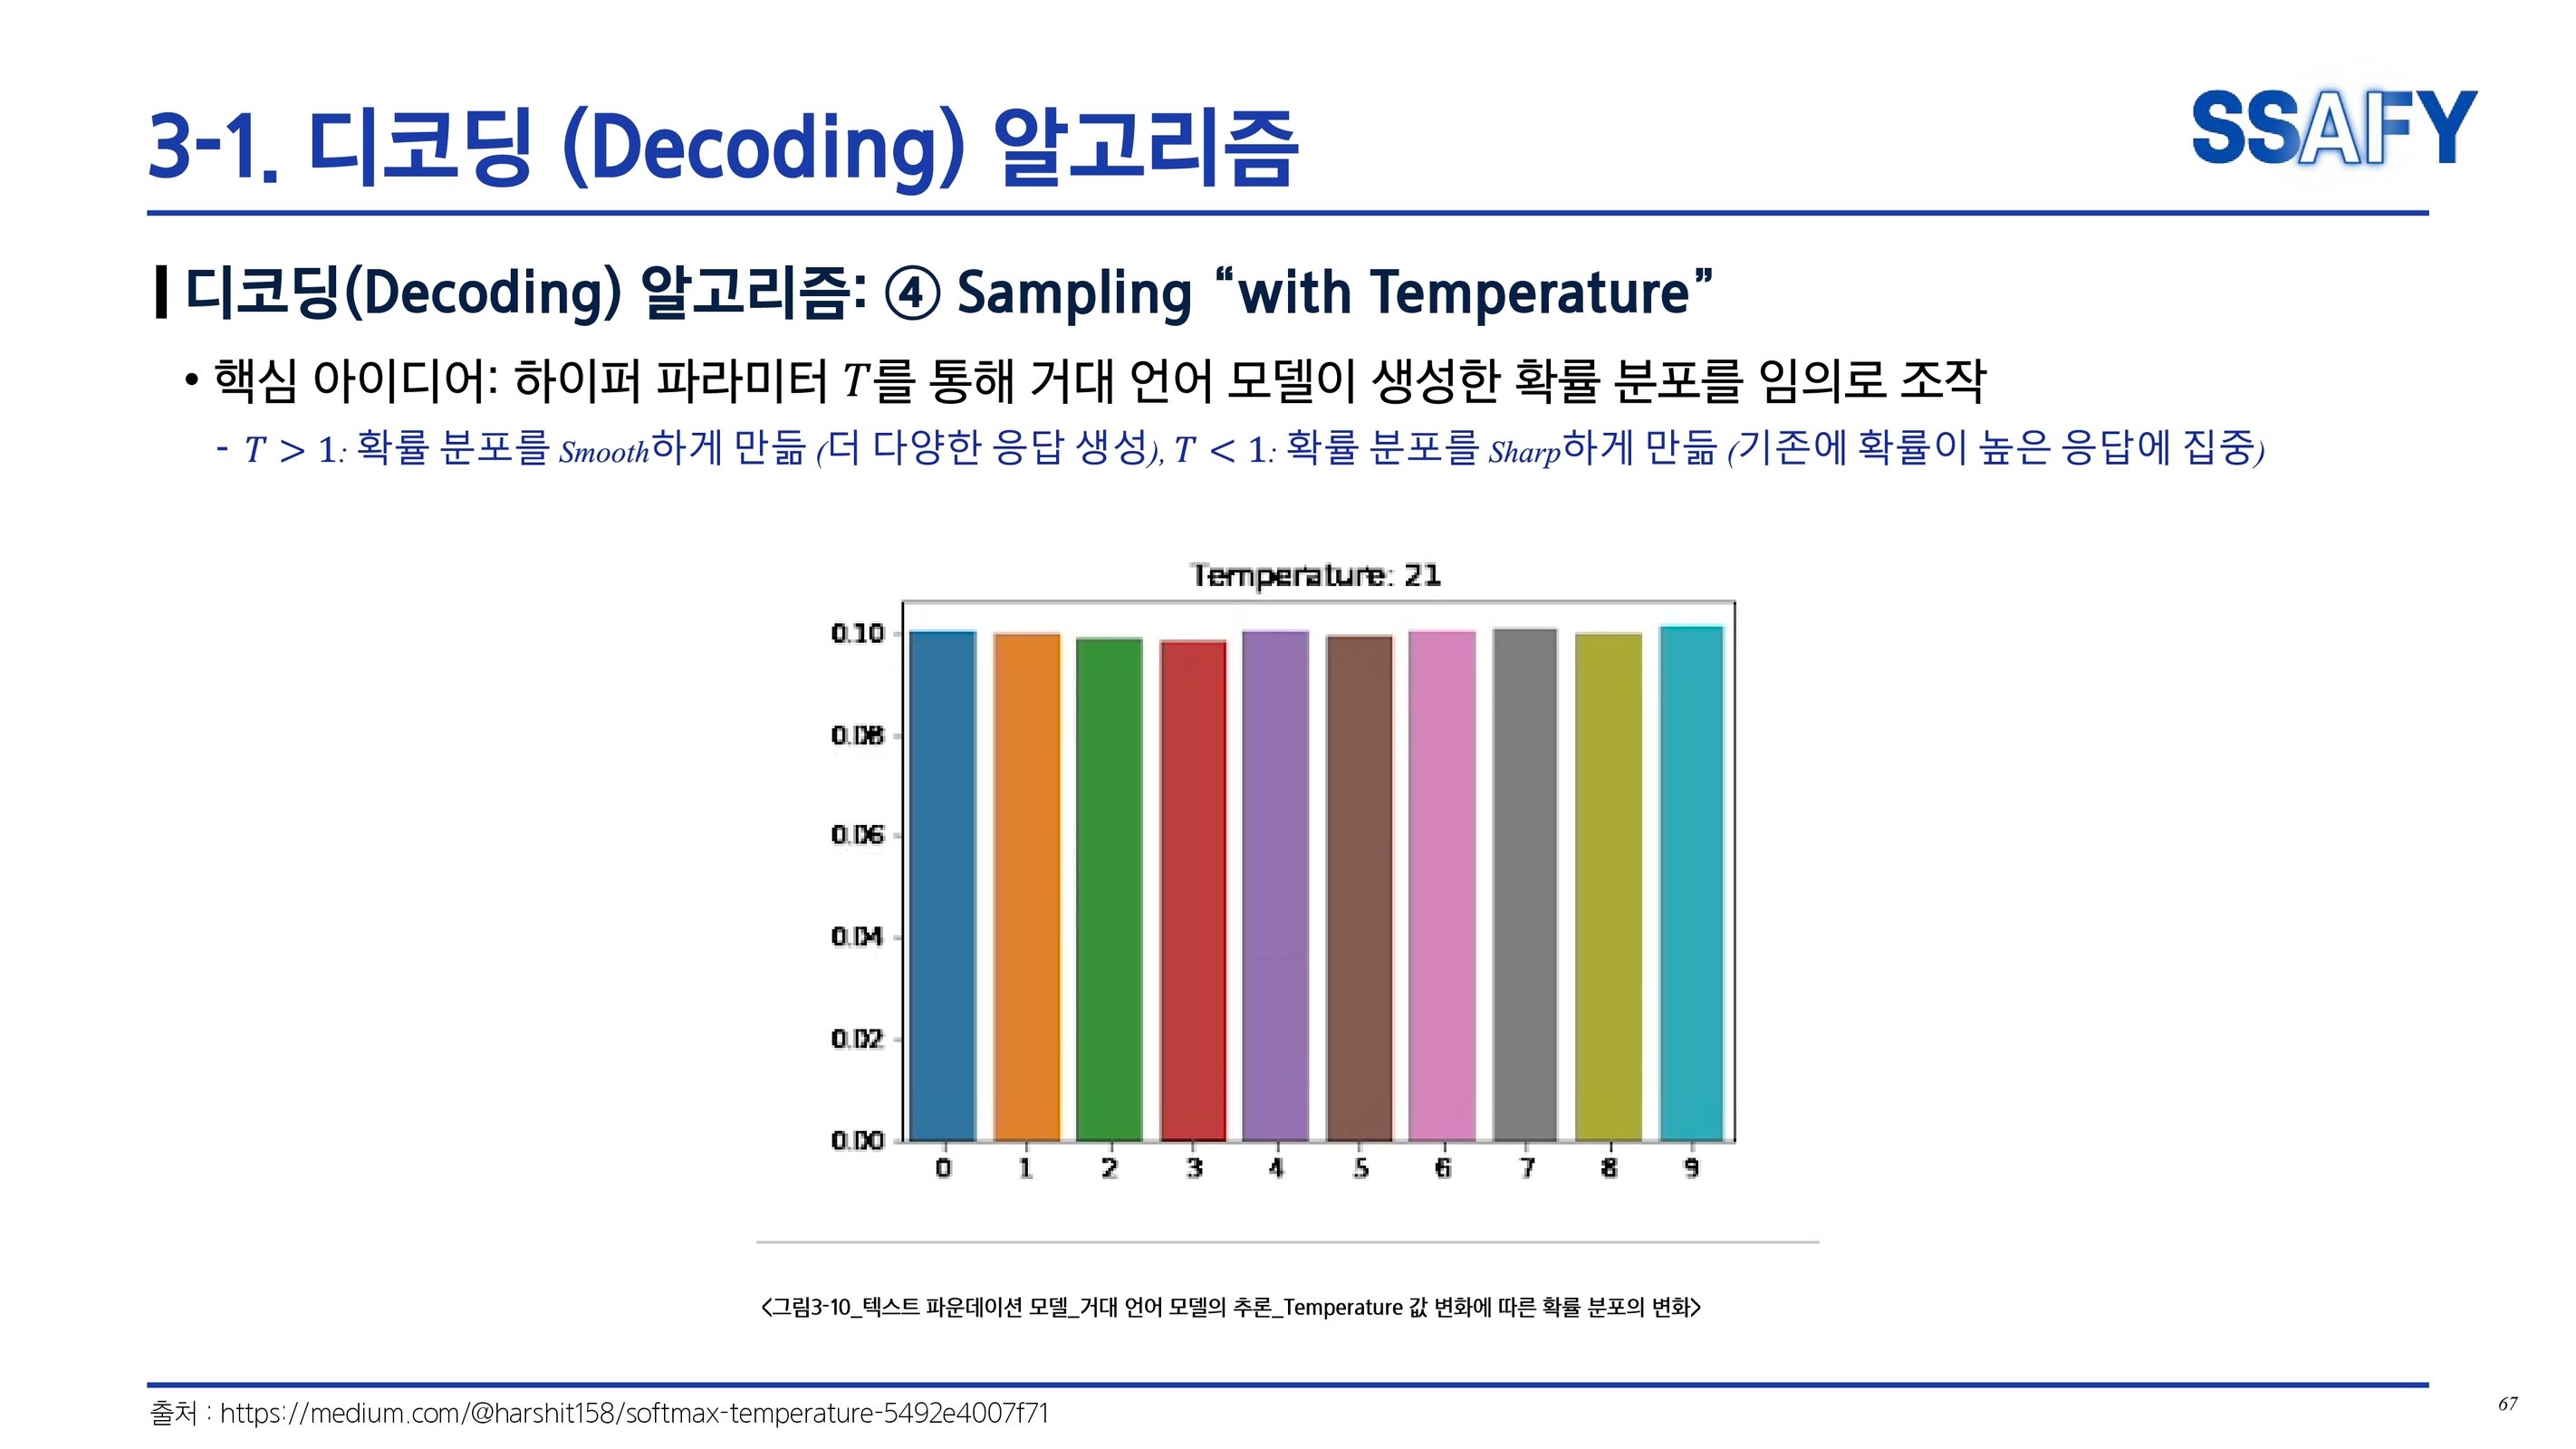 3-1. 디코딩 (Decoding) 알고리즘
SSAFY
디코딩(Decoding) 알고리즘: ④ Sampling “with Temperature”
• 핵심 아이디어: 하이퍼 파라미터 T를 통해 거대 언어 모델이 생성한 확률 분포를 임의로 조작
- T > 1: 확률 분포를 Smooth하게 만듦 (더 다양한 응답 생성), T < 1: 확률 분포를 Sharp하게 만듦 (기존에 확률이 높은 응답에 집중)
Temperature: 21
0.10
0.08
0.06
0.04
0.02
0.00
0 1 2 3 4 5 6 7 8 9
<그림3-10_텍스트 파운데이션 모델_거대 언어 모델의 추론_Temperature 값 변화에 따른 확률 분포의 변화>
출처 : https://medium.com/@harshit158/softmax-temperature-5492e4007f71
67